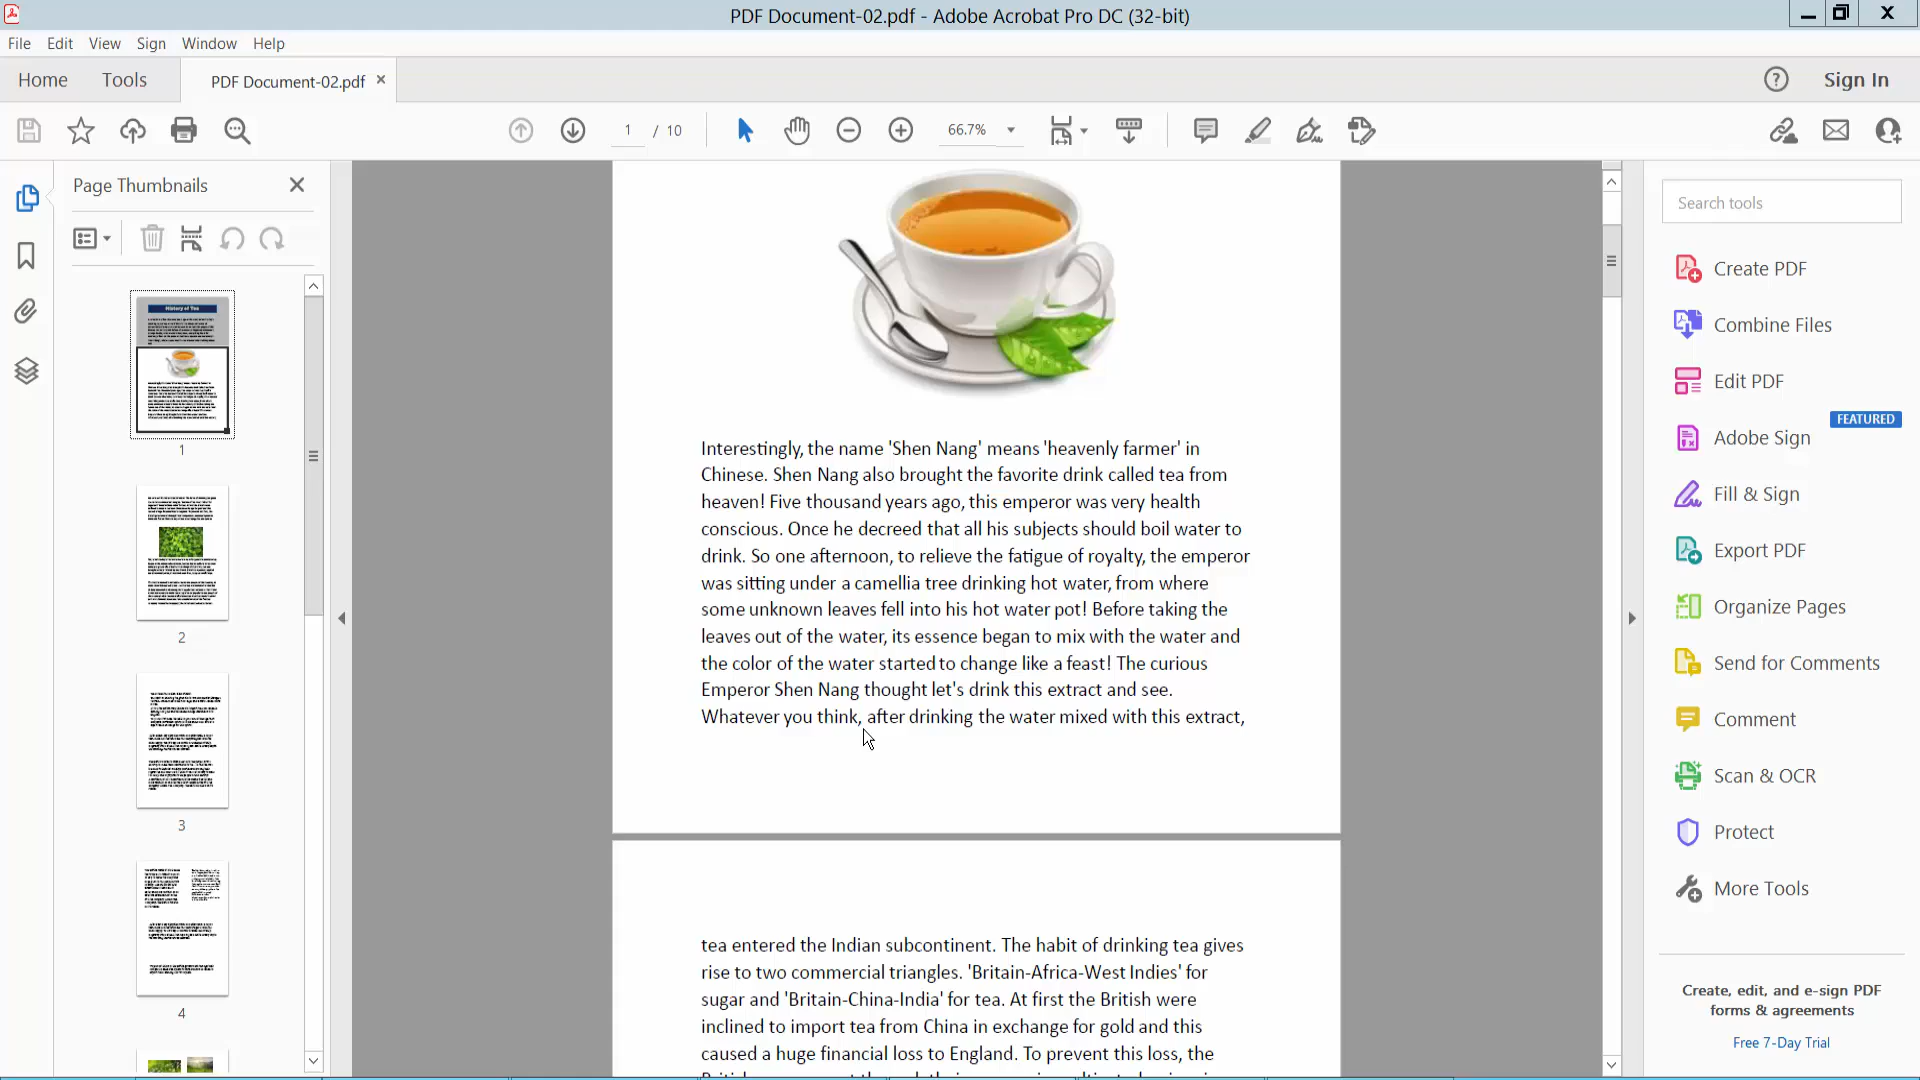 PDF Document-02.pdf - Adobe Acrobat Pro DC (32-bit)
File Edit View Sign Window Help
Home Tools PDF Document-02.pdf Sign In
1 / 10 66.7%
Page Thumbnails
History of Tea
1
2
3
4
Interestingly, the name 'Shen Nang' means 'heavenly farmer' in
Chinese. Shen Nang also brought the favorite drink called tea from
heaven! Five thousand years ago, this emperor was very health
conscious. Once he decreed that all his subjects should boil water to
drink. So one afternoon, to relieve the fatigue of royalty, the emperor
was sitting under a camellia tree drinking hot water, from where
some unknown leaves fell into his hot water pot! Before taking the
leaves out of the water, its essence began to mix with the water and
the color of the water started to change like a feast! The curious
Emperor Shen Nang thought let's drink this extract and see.
Whatever you think, after drinking the water mixed with this extract,
tea entered the Indian subcontinent. The habit of drinking tea gives
rise to two commercial triangles. 'Britain-Africa-West Indies' for
sugar and 'Britain-China-India' for tea. At first the British were
inclined to import tea from China in exchange for gold and this
caused a huge financial loss to England. To prevent this loss, the
Search tools
Create PDF
Combine Files
Edit PDF
FEATURED
Adobe Sign
Fill & Sign
Export PDF
Organize Pages
Send for Comments
Comment
Scan & OCR
Protect
More Tools
Create, edit, and e-sign PDF
forms & agreements
Free 7-Day Trial